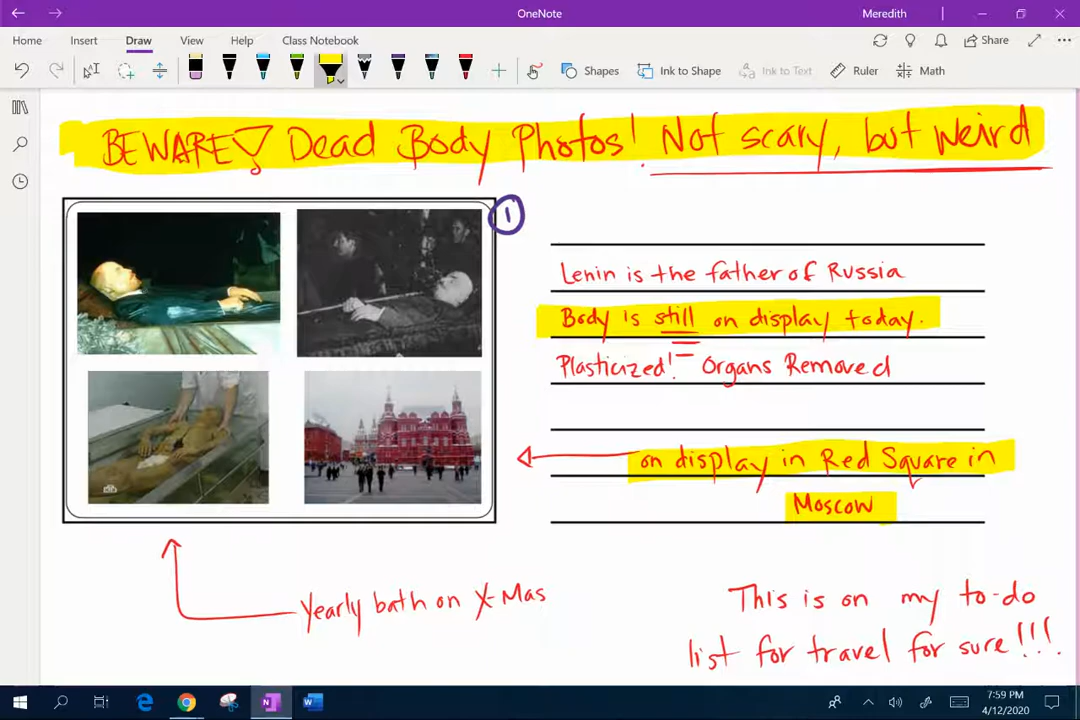 OneNote
Meredith
Home Insert Draw View Help Class Notebook
Share
Shapes Ink to Shape Ink to Text Ruler Math
BEWARE! Dead Body Photos! Not scary, but weird
1
Lenin is the father of Russia
Body is still on display today.
Plasticized! - Organs Removed
on display in Red Square in
Moscow
Yearly bath on X-Mas
This is on my to-do
list for travel for sure!!!
7:59 PM
4/12/2020